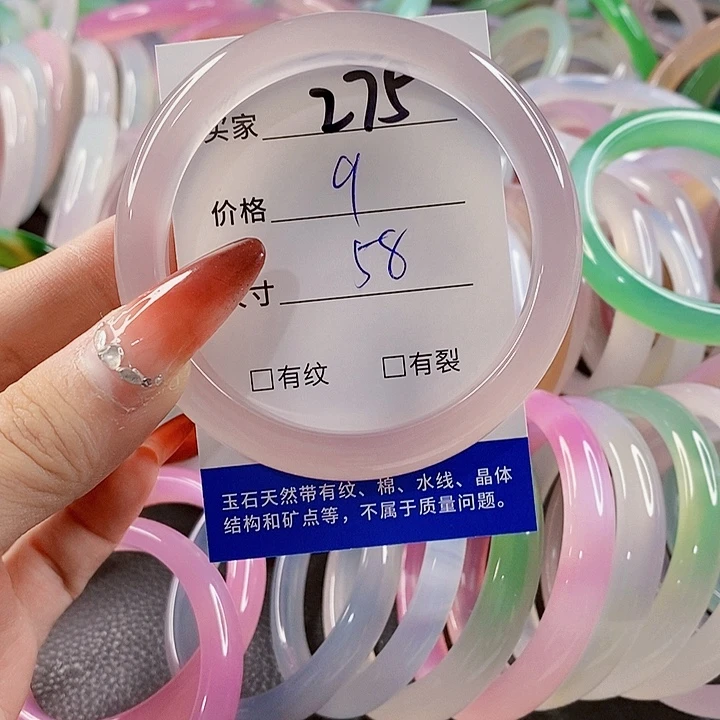 买家 275
价格 9
尺寸 58
□有纹 □有裂
玉石天然带有纹、棉、水线、晶体
结构和矿点等，不属于质量问题。